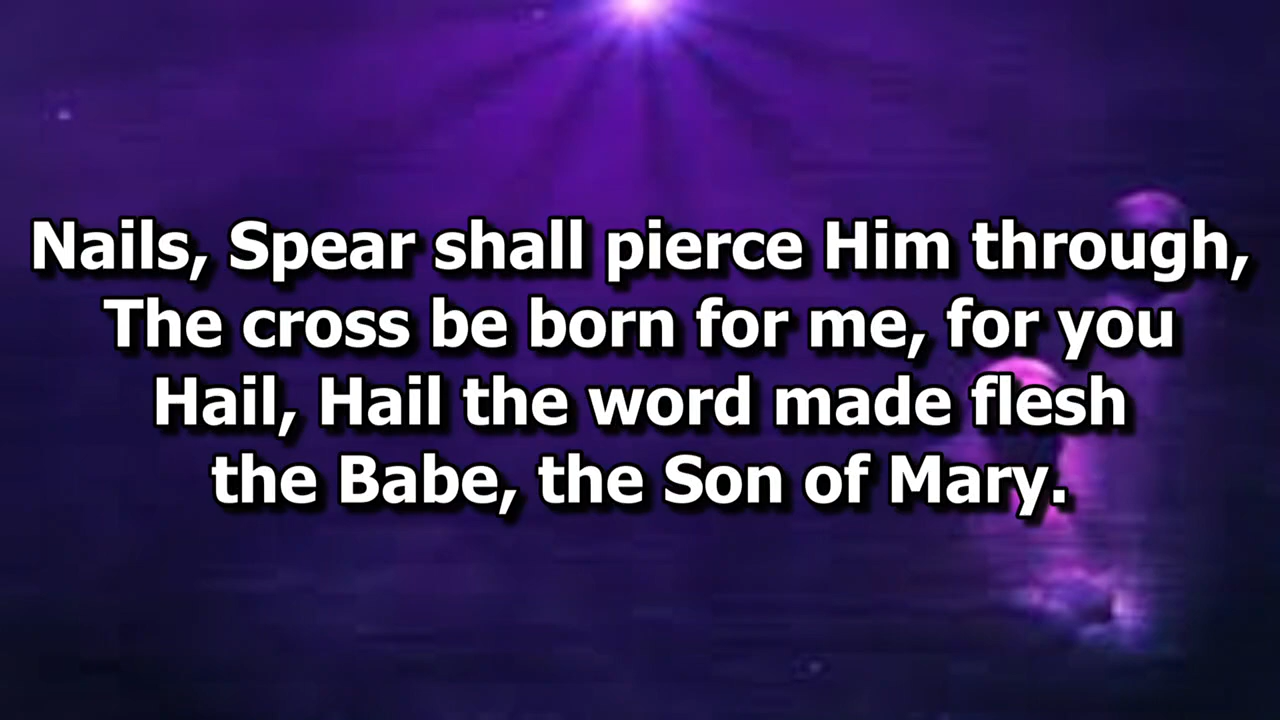 Nails, Spear shall pierce Him through,
The cross be born for me, for you
Hail, Hail the word made flesh
the Babe, the Son of Mary.